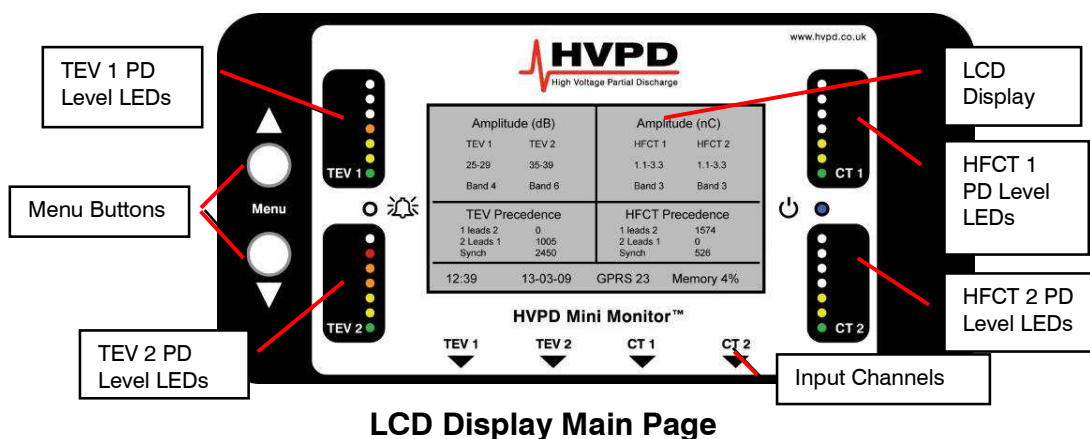 www.hvpd.co.uk
HVPD
High Voltage Partial Discharge
TEV 1 PD
Level LEDs
LCD
Display
Amplitude (dB)
TEV 1 TEV 2
25-29 35-39
Band 4 Band 6
Amplitude (nC)
HFCT 1 HFCT 2
1.1-3.3 1.1-3.3
Band 3 Band 3
TEV 1
CT 1
HFCT 1
PD Level
LEDs
Menu Buttons
Menu
TEV Precedence
1 leads 2 0
2 Leads 1 1005
Synch 2450
HFCT Precedence
1 leads 2 1574
2 Leads 1 0
Synch 526
12:39 13-03-09 GPRS 23 Memory 4%
HVPD Mini Monitor™
TEV 2
CT 2
HFCT 2 PD
Level LEDs
TEV 2 PD
Level LEDs
TEV 1 TEV 2 CT 1 CT 2
Input Channels
LCD Display Main Page